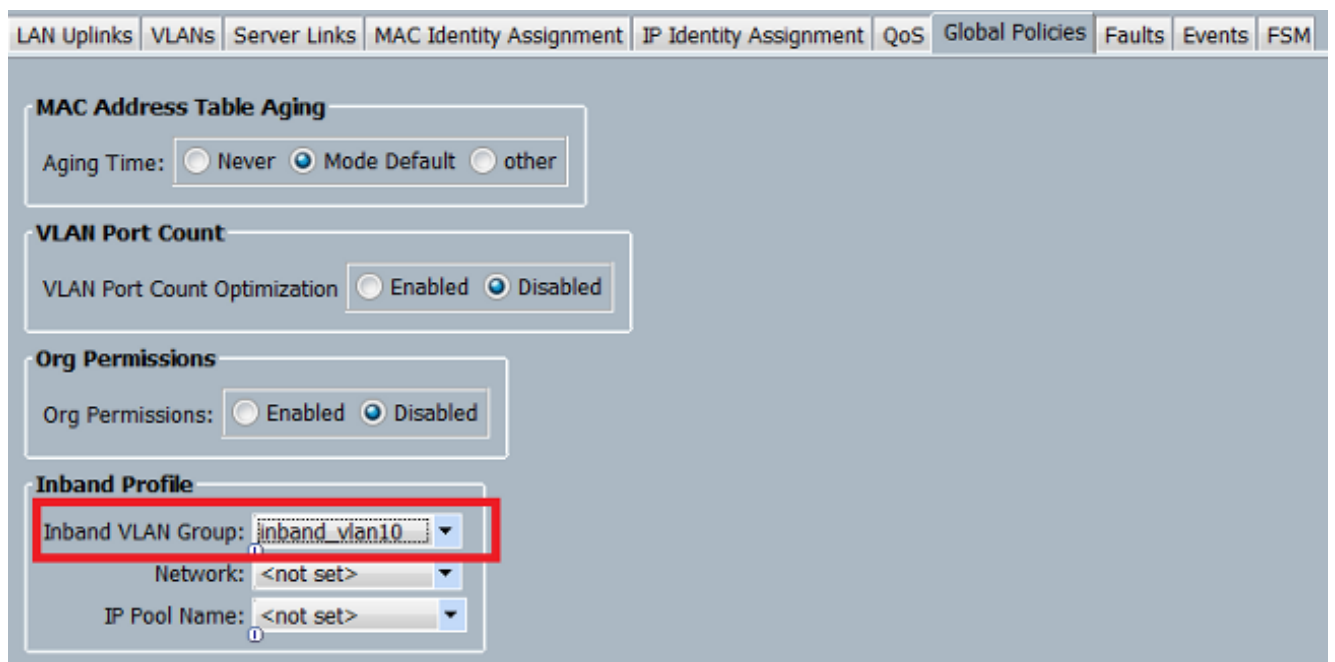 LAN Uplinks VLANs Server Links MAC Identity Assignment IP Identity Assignment QoS Global Policies Faults Events FSM
MAC Address Table Aging
Aging Time: Never Mode Default other
VLAN Port Count
VLAN Port Count Optimization Enabled Disabled
Org Permissions
Org Permissions: Enabled Disabled
Inband Profile
Inband VLAN Group: inband_vlan10
Network: <not set>
IP Pool Name: <not set>